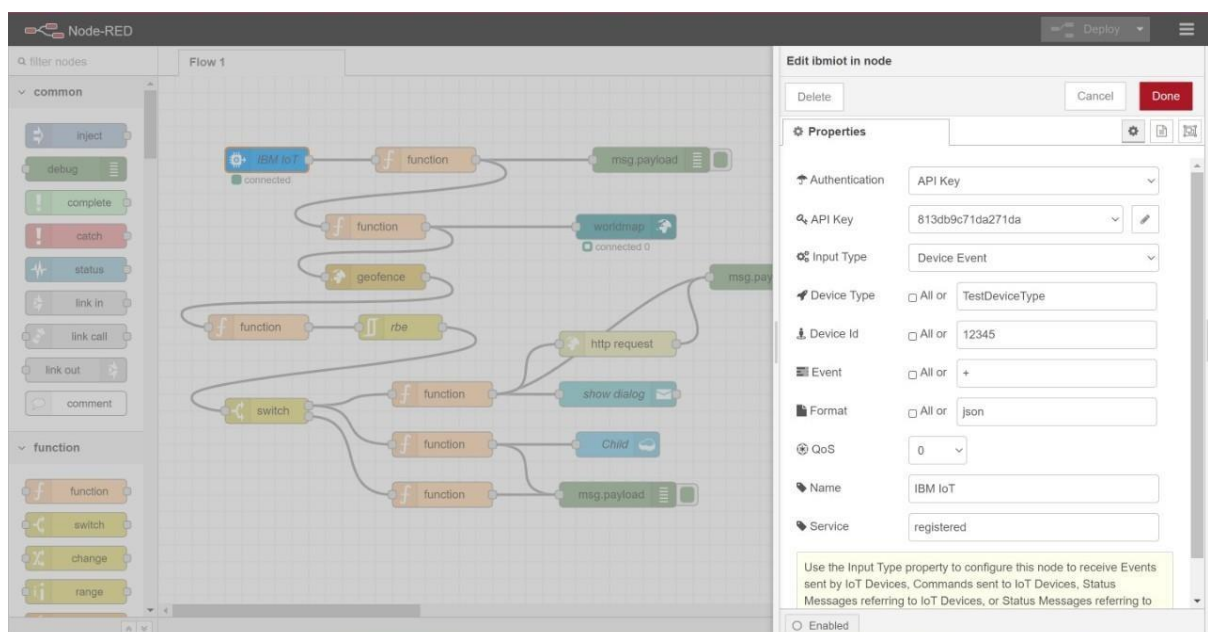 Node-RED
Deploy
filter nodes
Flow 1
Edit ibmiot in node
common
Delete
Cancel
Done
inject
debug
complete
catch
status
link in
link call
link out
comment
function
function
switch
change
range
IBM IoT
connected
function
msg.payload
function
worldmap
connected 0
geofence
msg.pay
function
rbe
http request
switch
function
show dialog
function
Child
function
msg.payload
Properties
Authentication
API Key
API Key
813db9c71da271da
Input Type
Device Event
Device Type
All or
TestDeviceType
Device Id
All or
12345
Event
All or
+
Format
All or
json
QoS
0
Name
IBM IoT
Service
registered
Use the Input Type property to configure this node to receive Events
sent by IoT Devices, Commands sent to IoT Devices, Status
Messages referring to IoT Devices, or Status Messages referring to
Enabled